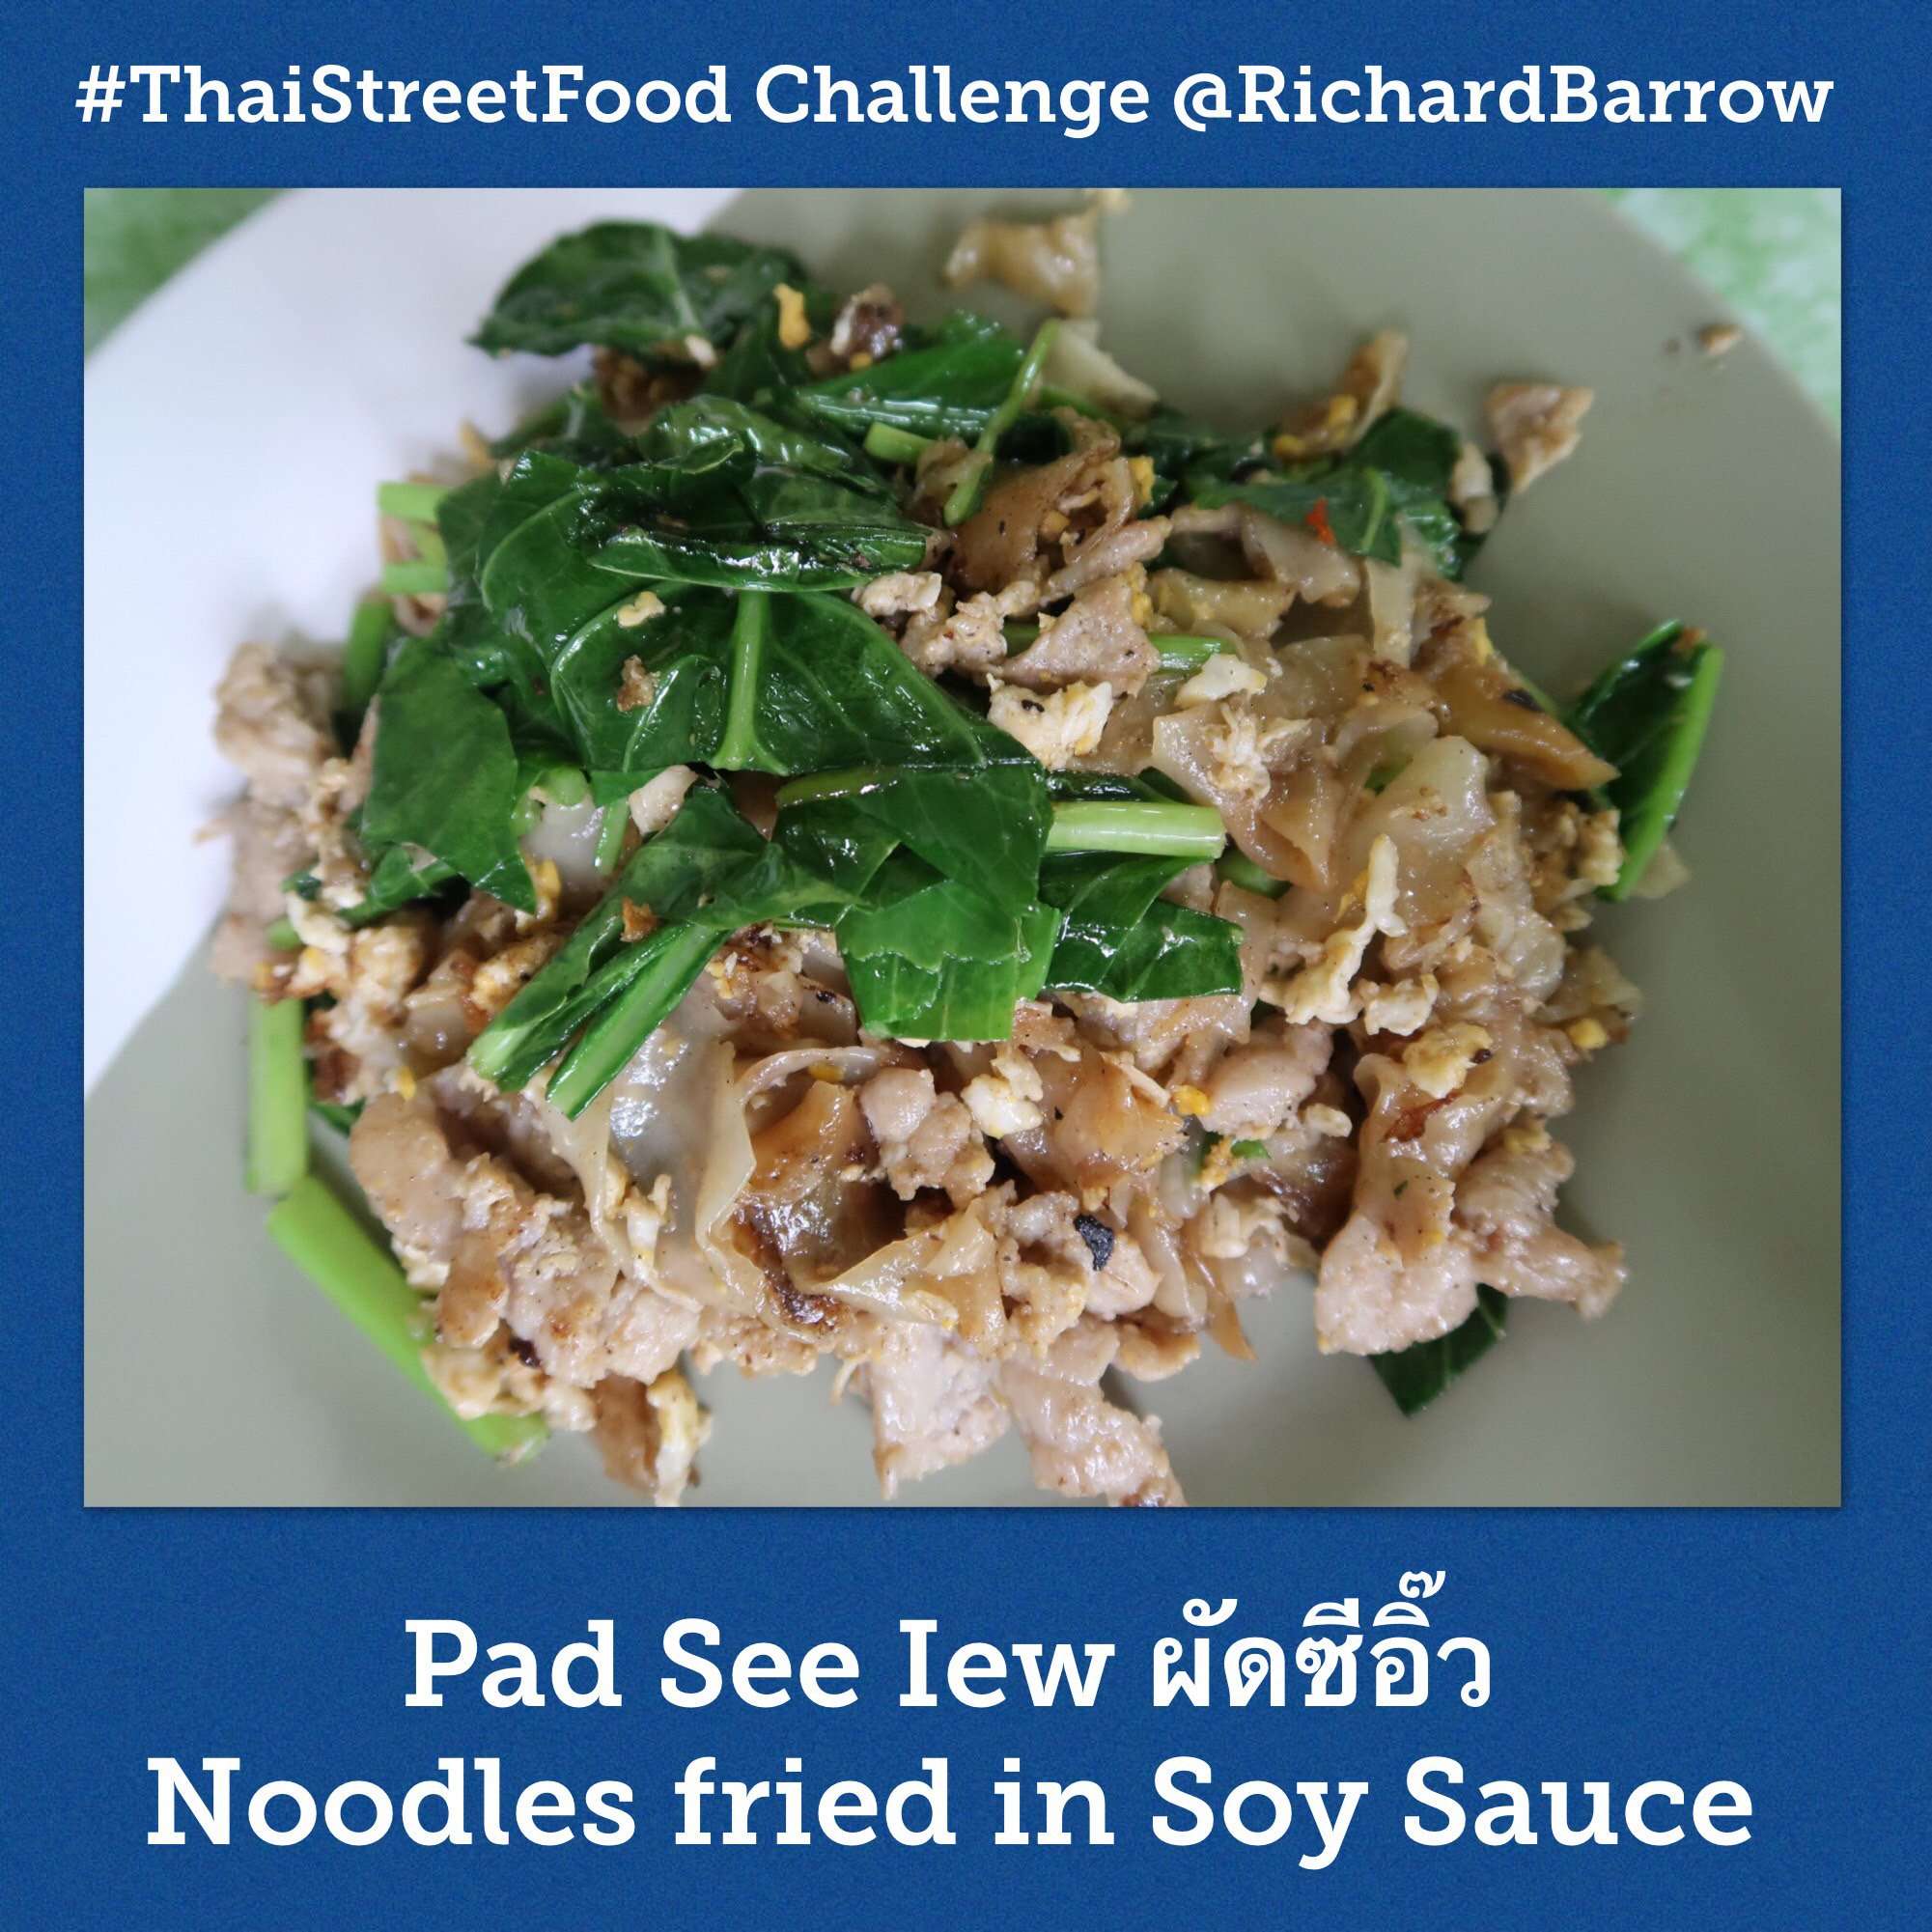 #ThaiStreetFood Challenge @RichardBarrow
Pad See Iew ผัดซีอิ๊ว
Noodles fried in Soy Sauce